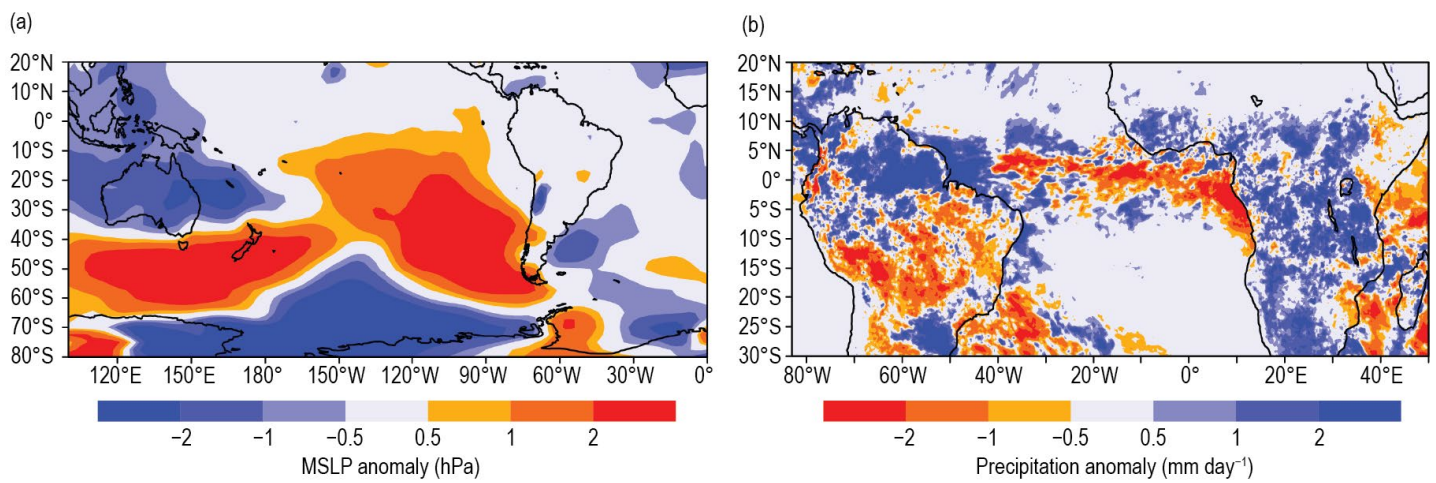 (a)
20°N
10°N
0°
10°S
20°S
30°S
40°S
50°S
60°S
70°S
80°S
120°E 150°E 180 150°W 120°W 90°W 60°W 30°W 0°
−2 −1 −0.5 0.5 1 2
MSLP anomaly (hPa)
(b)
20°N
15°N
10°N
5°N
0°
5°S
10°S
15°S
20°S
25°S
30°S
80°W 60°W 40°W 20°W 0° 20°E 40°E
−2 −1 −0.5 0.5 1 2
Precipitation anomaly (mm day⁻¹)